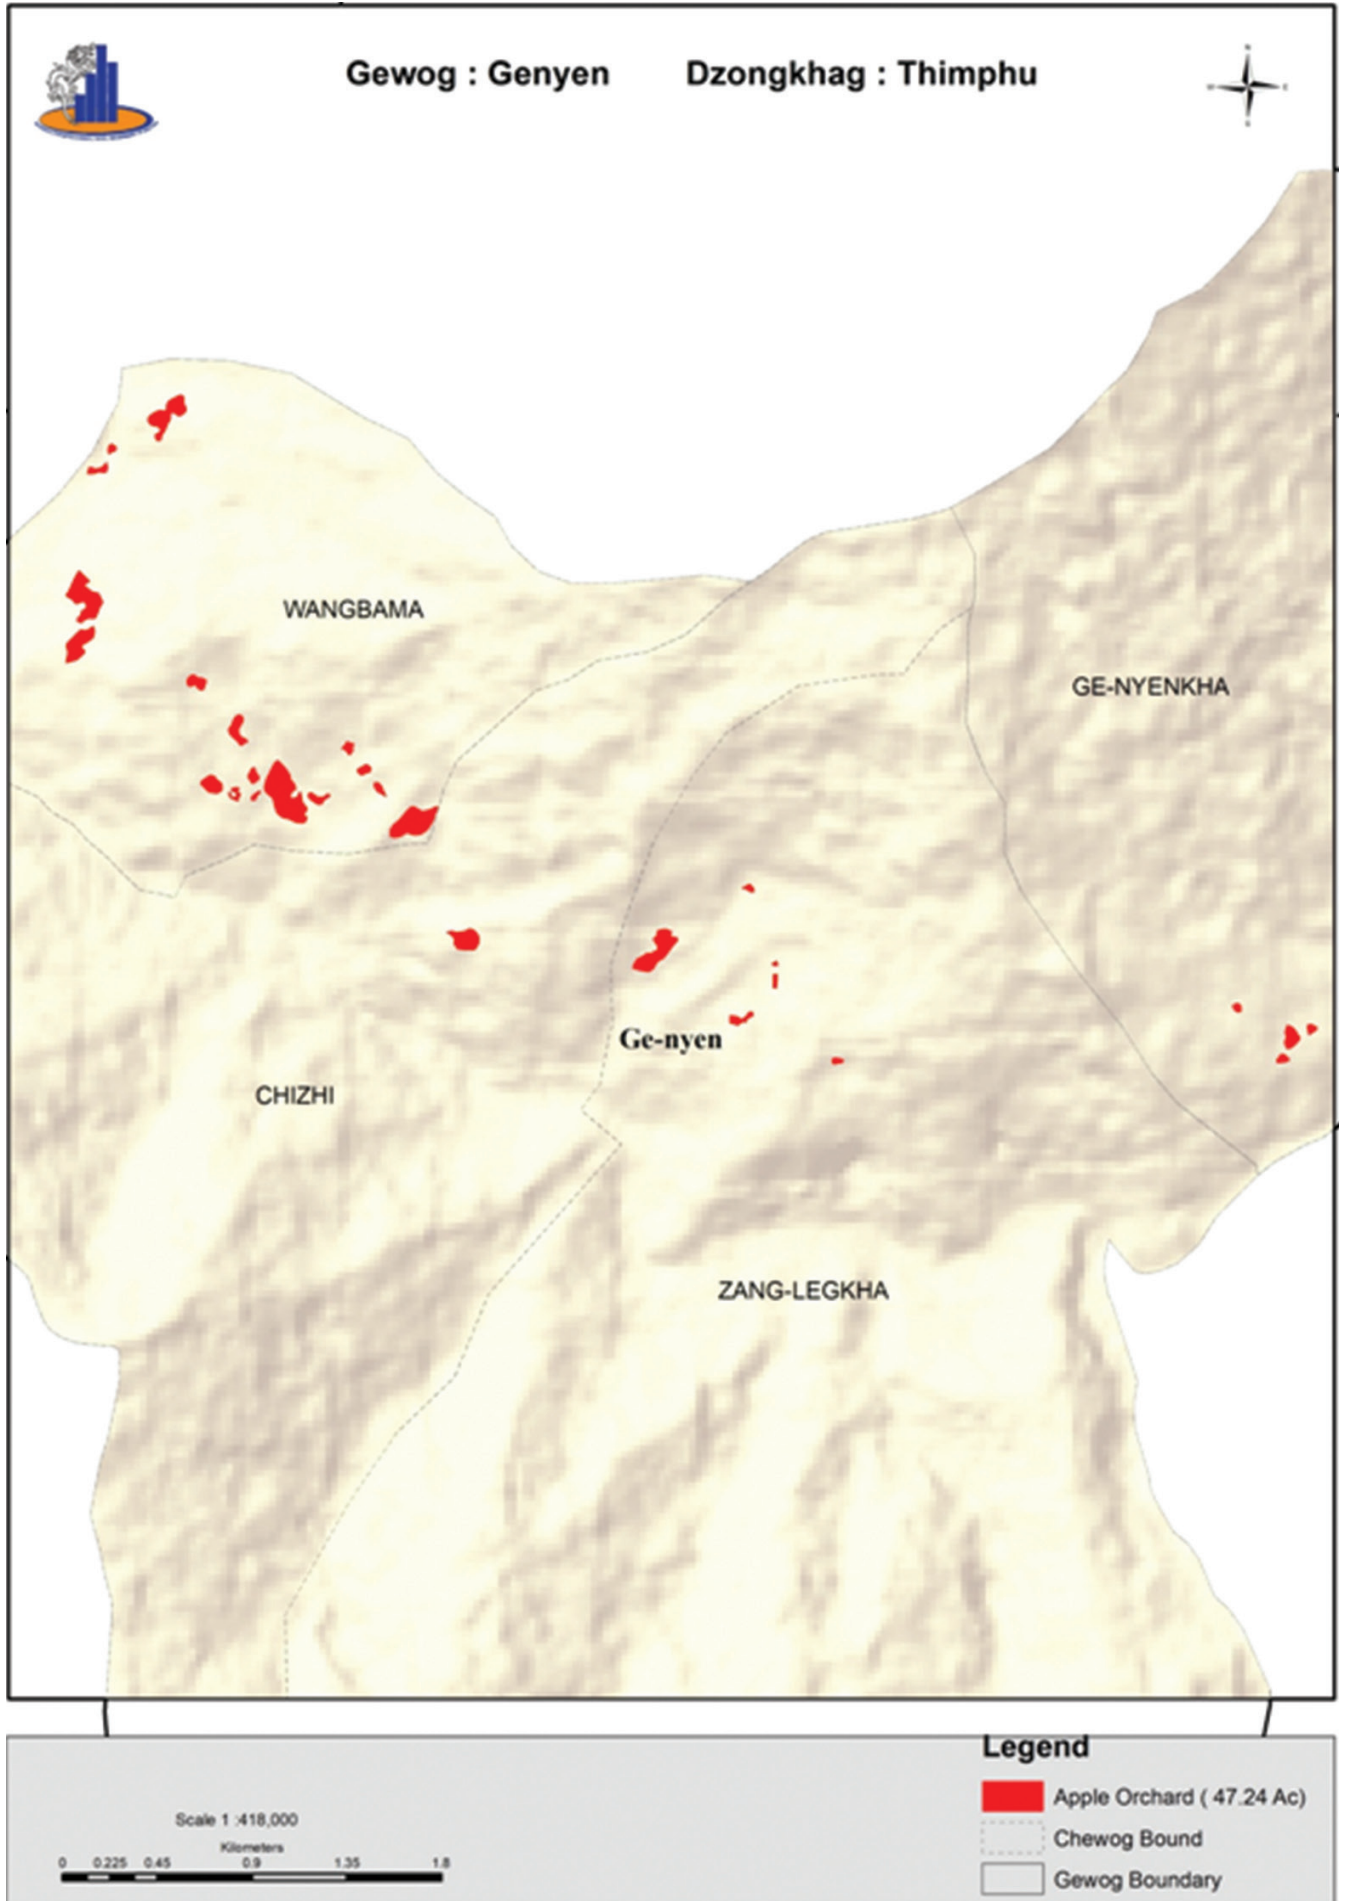 Gewog : Genyen Dzongkhag : Thimphu
N
W E
S
WANGBAMA
GE-NYENKHA
Ge-nyen
CHIZHI
ZANG-LEGKHA
Legend
Apple Orchard ( 47.24 Ac)
Chewog Bound
Gewog Boundary
Scale 1 :418,000
Kilometers
0 0.225 0.45 0.9 1.35 1.8